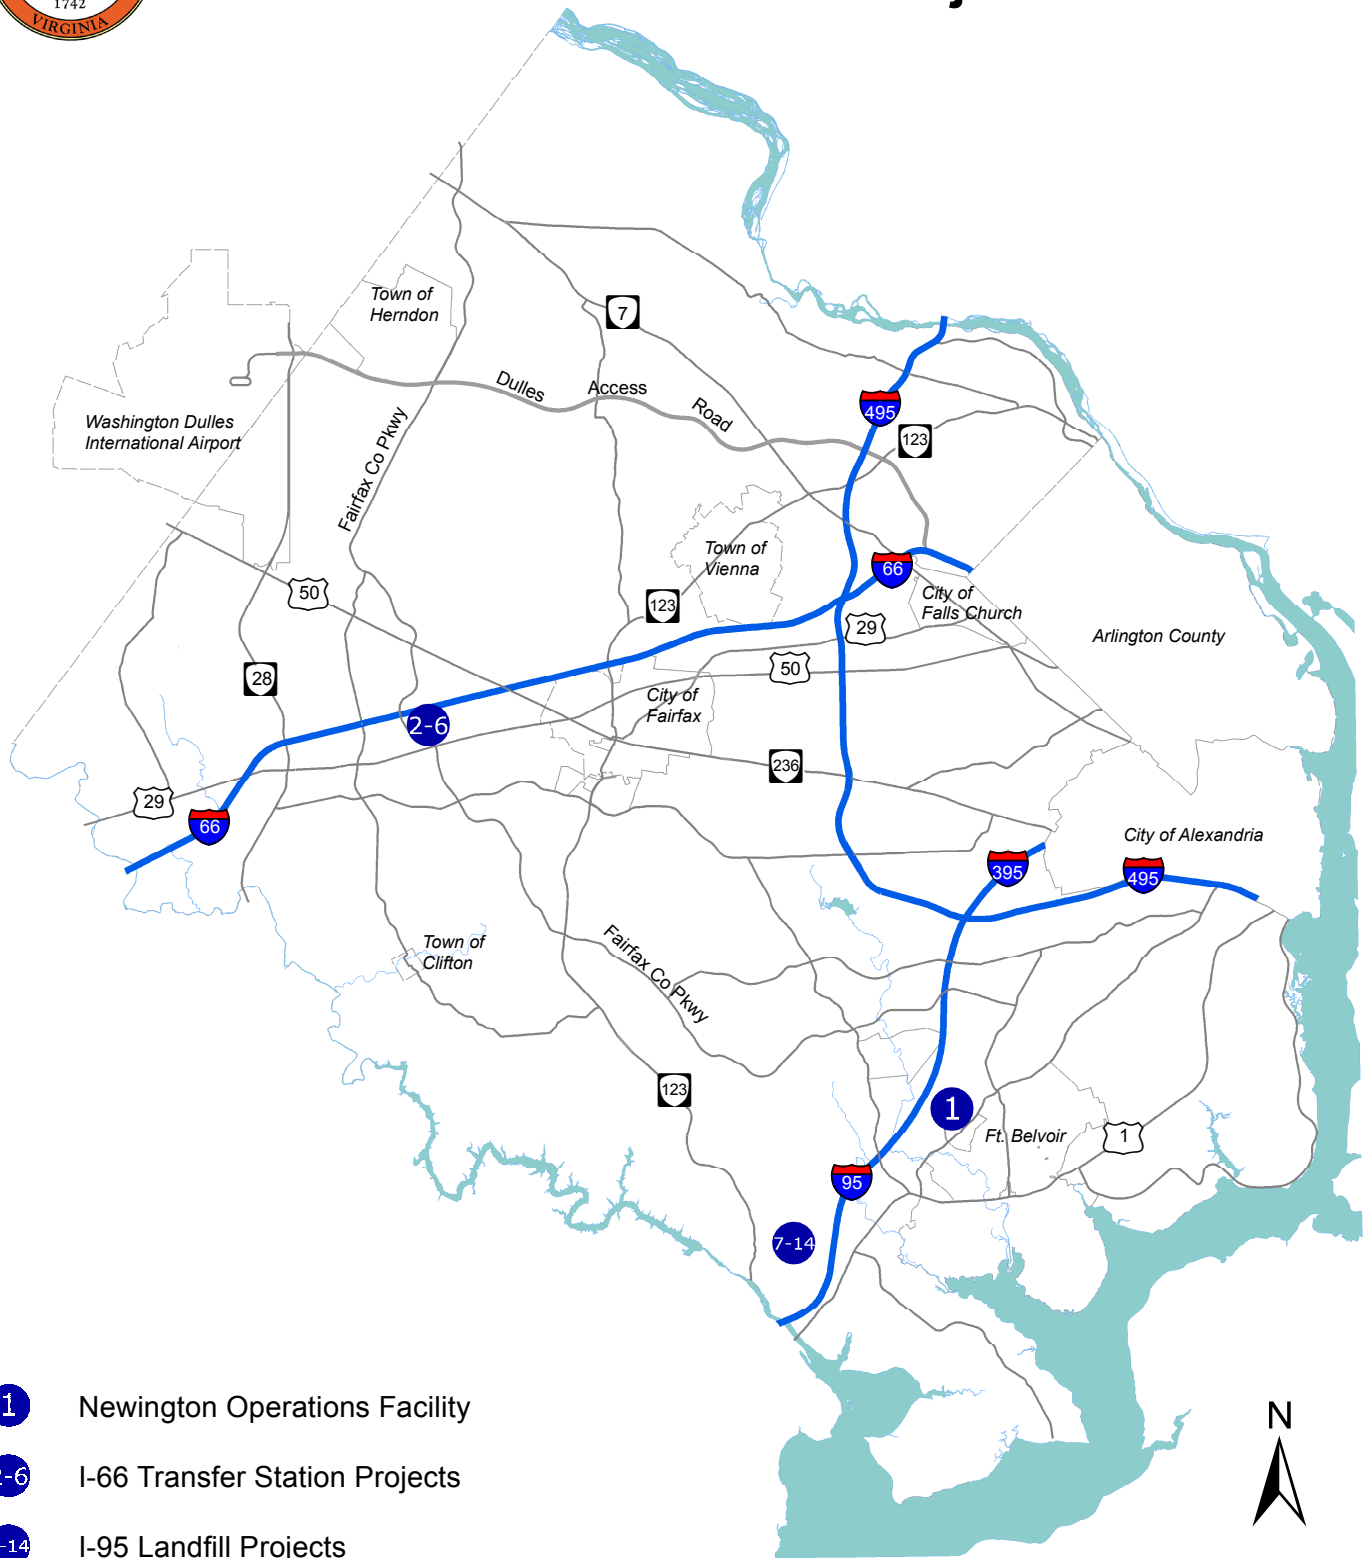 1742
VIRGINIA
Town of
Herndon
7
Dulles Access Road
495
Washington Dulles
International Airport
123
Fairfax Co Pkwy
Town of
Vienna
66
50
123
City of
Falls Church
29
Arlington County
50
28
City of
Fairfax
2-6
236
29
66
City of Alexandria
395
495
Town of
Clifton
Fairfax Co Pkwy
123
1
Ft. Belvoir
1
95
7-14
N
1 Newington Operations Facility
2-6 I-66 Transfer Station Projects
-14 I-95 Landfill Projects